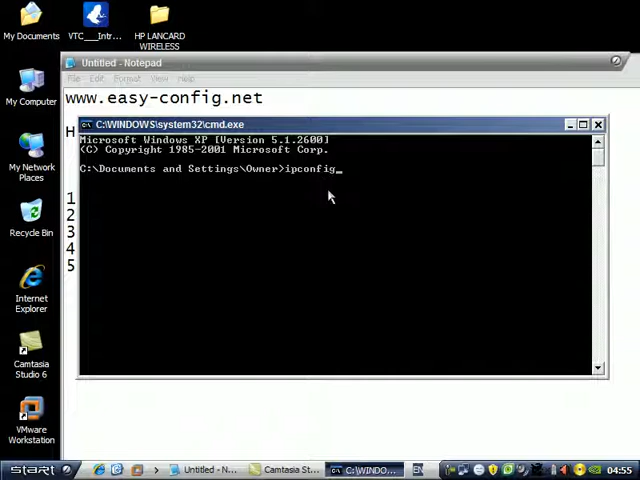 My Documents
VTC___Intr...
HP LANCARD
WIRELESS
Untitled - Notepad
File Edit Format View Help
www.easy-config.net
H
My Computer
C:\WINDOWS\system32\cmd.exe
Microsoft Windows XP [Version 5.1.2600]
(C) Copyright 1985-2001 Microsoft Corp.
C:\Documents and Settings\Owner>ipconfig_
My Network
Places
1
2
3
4
5
Recycle Bin
Internet
Explorer
Camtasia
Studio 6
VMware
Workstation
start
Untitled - N...
Camtasia St...
C:\WINDO...
EN
04:55